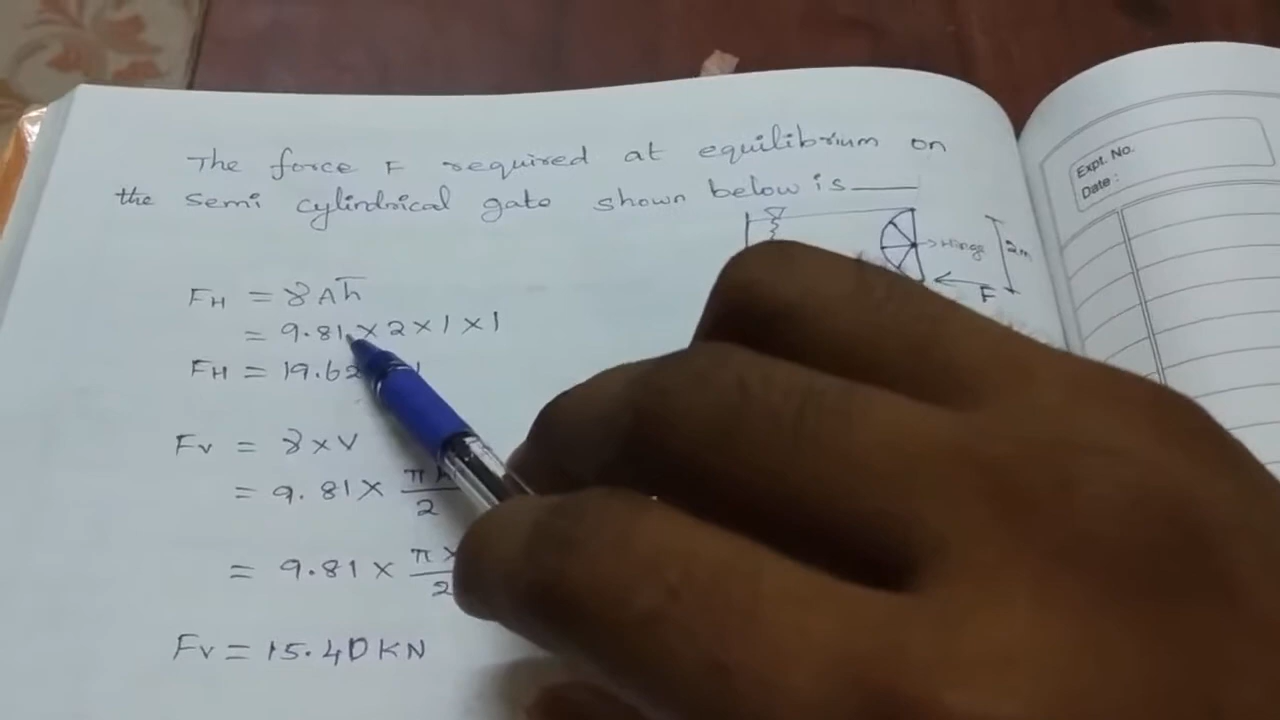 The force F required at equilibrium on
the semi cylindrical gate shown below is ____
Hinge
2m
F
FH = γAh̅
= 9.81 × 2 × 1 × 1
FH = 19.62
Fv = γ × V
= 9.81 × π / 2
= 9.81 × π × / 2
Fv = 15.40 KN
Expt. No.
Date :